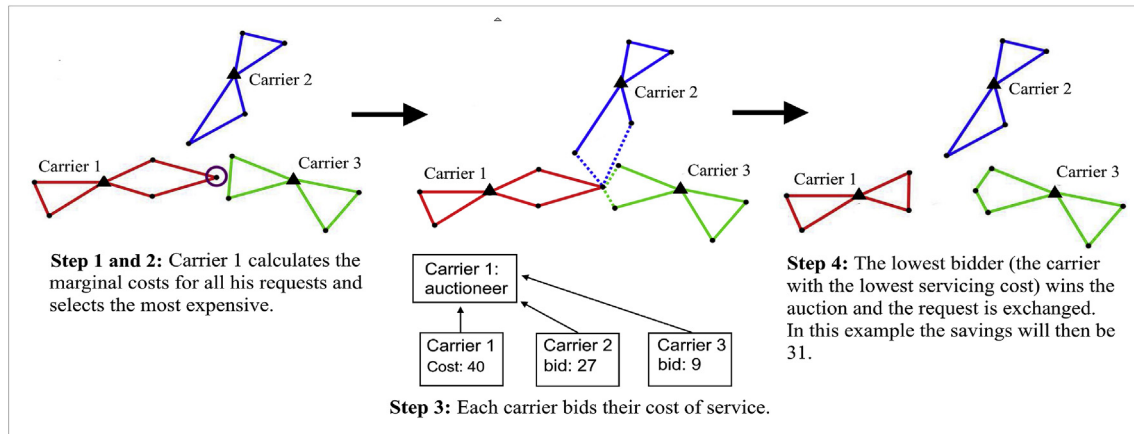 Carrier 2
Carrier 1
Carrier 3
Step 1 and 2: Carrier 1 calculates the
marginal costs for all his requests and
selects the most expensive.
Carrier 2
Carrier 1
Carrier 3
Carrier 1:
auctioneer
Carrier 1
Cost: 40
Carrier 2
bid: 27
Carrier 3
bid: 9
Step 3: Each carrier bids their cost of service.
Carrier 2
Carrier 1
Carrier 3
Step 4: The lowest bidder (the carrier
with the lowest servicing cost) wins the
auction and the request is exchanged.
In this example the savings will then be
31.